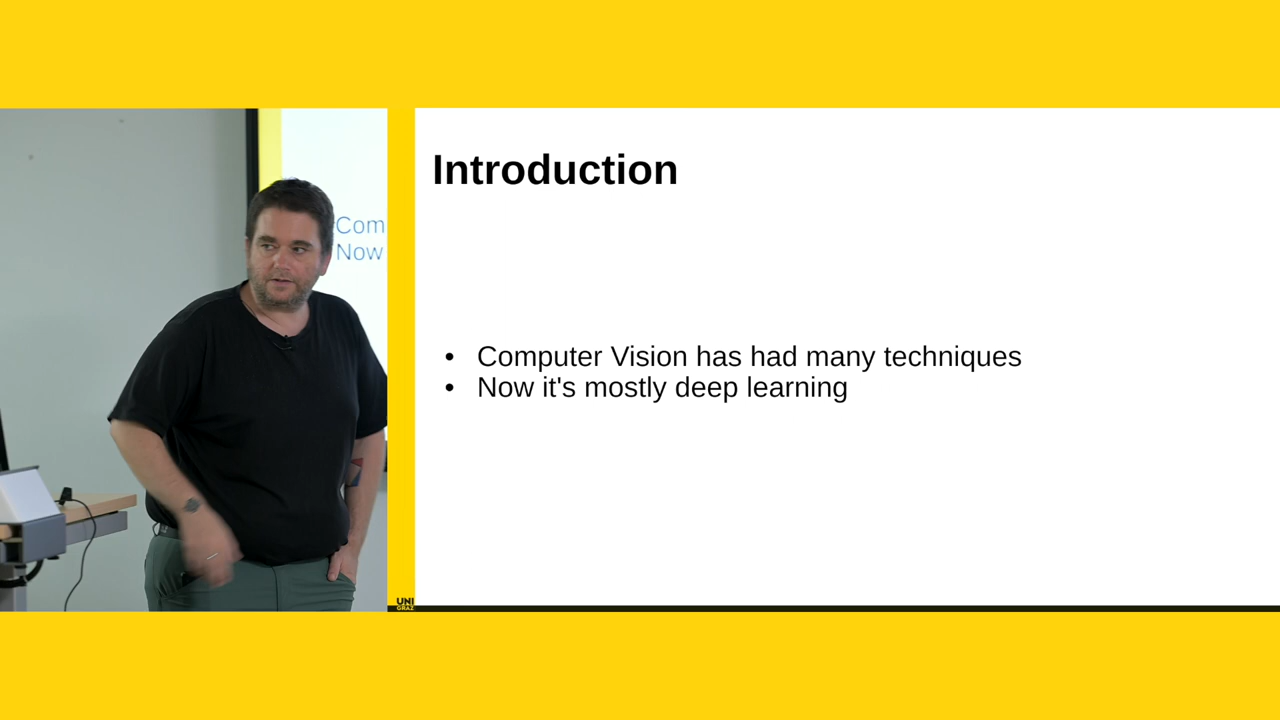 Com
Now
Introduction
• Computer Vision has had many techniques
• Now it's mostly deep learning
UNI
GRAZ